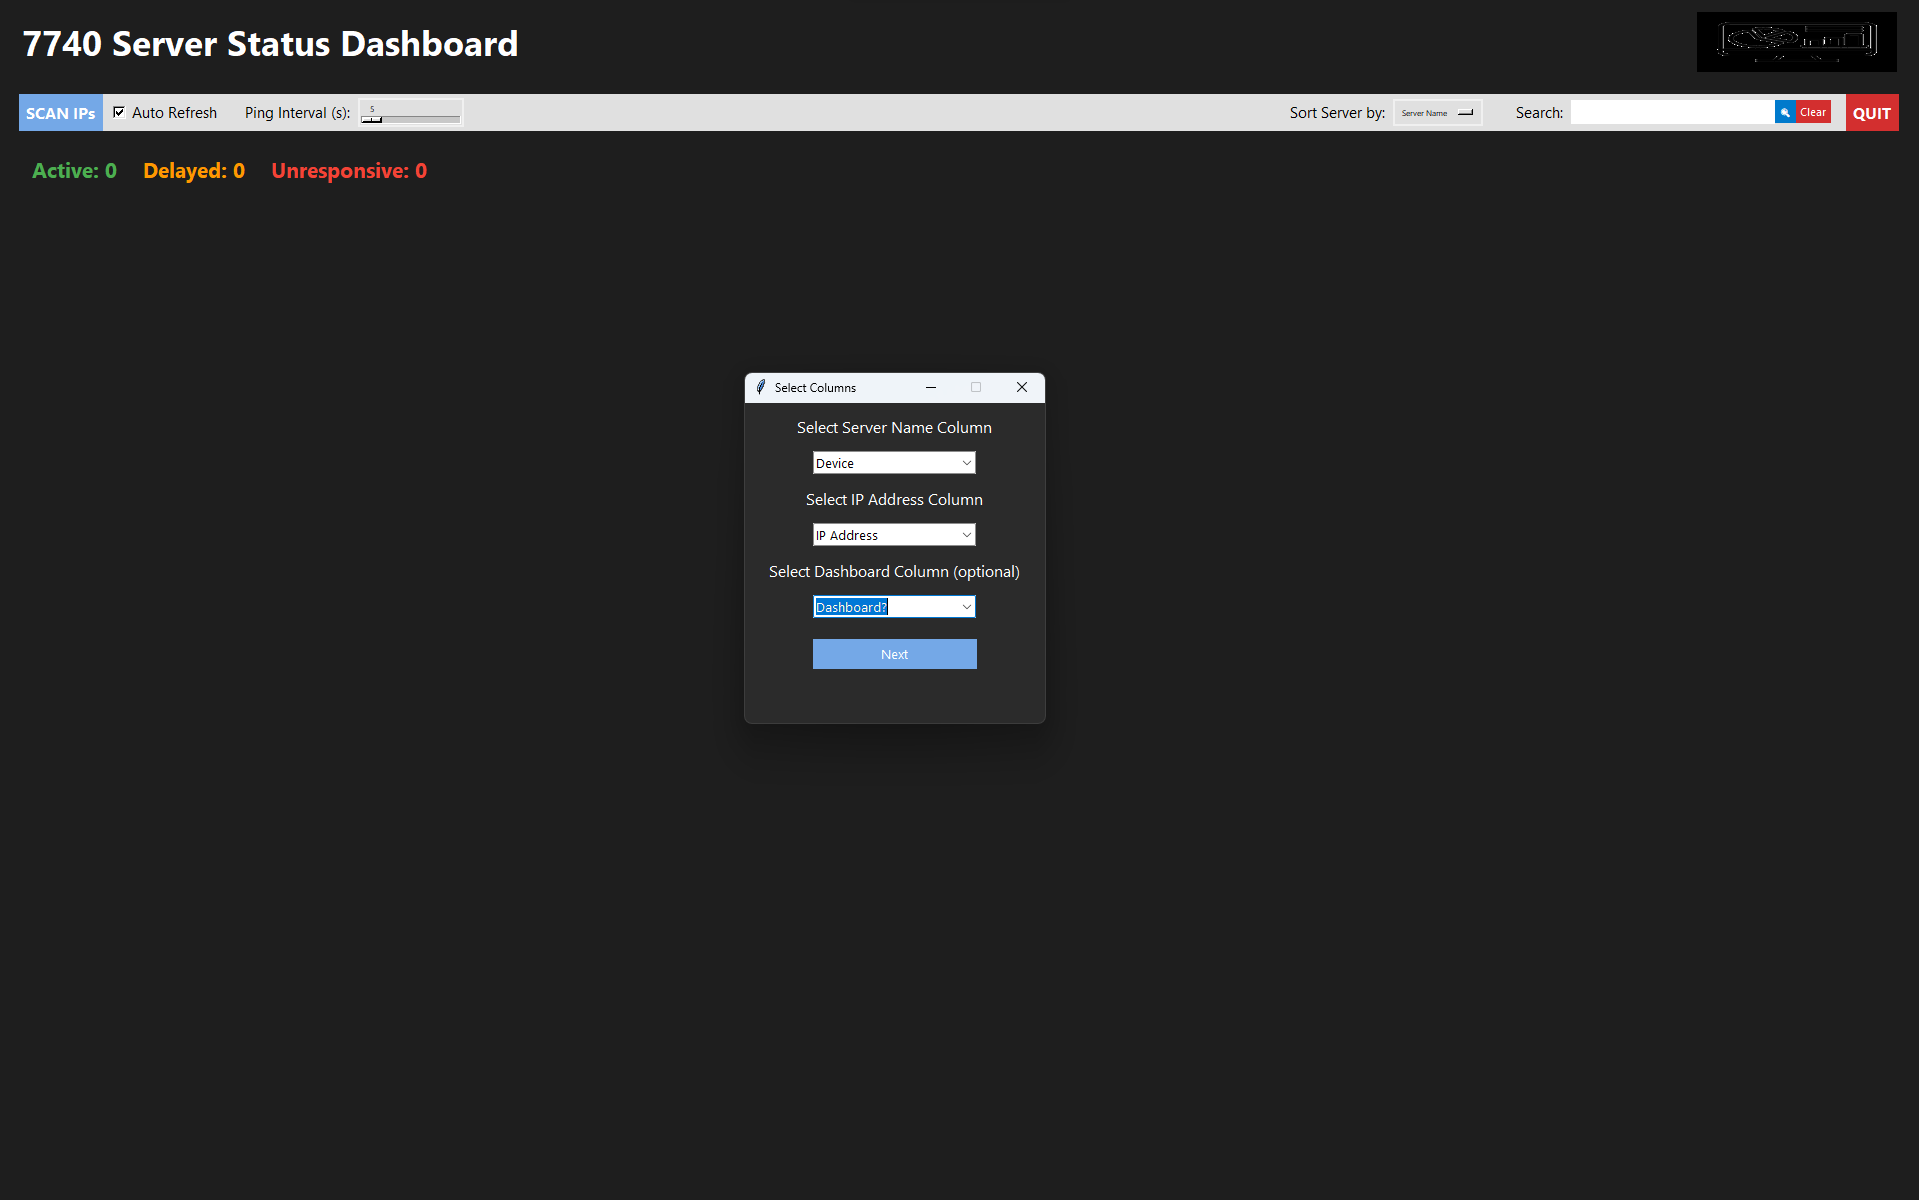 7740 Server Status Dashboard
SCAN IPs Auto Refresh Ping Interval (s): 5 Sort Server by: Server Name Search: Clear QUIT
Active: 0 Delayed: 0 Unresponsive: 0
Select Columns
Select Server Name Column
Device
Select IP Address Column
IP Address
Select Dashboard Column (optional)
Dashboard?
Next